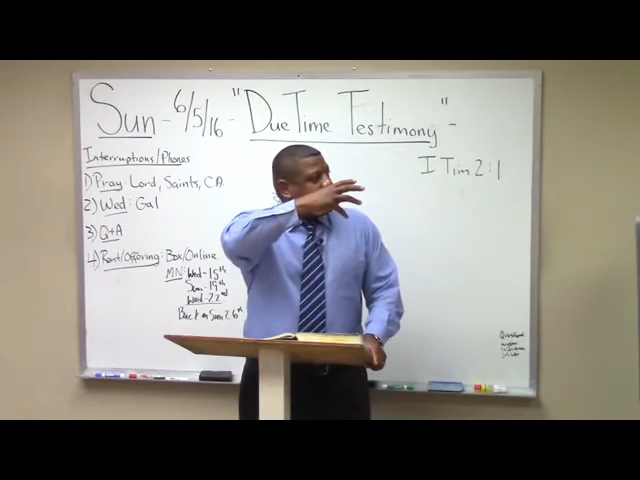 Sun - 6/5/16 - "Due Time Testimony" -
I Tim 2:1
Interruptions/Phones
1) Pray: Lord, Saints, CA
2) Wed: Gal
3) Q+A
4) Rent/Offering: Box/Online
MN: Wed - 15th
Sun - 19th
Wed - 22nd
Back on Sun 26th